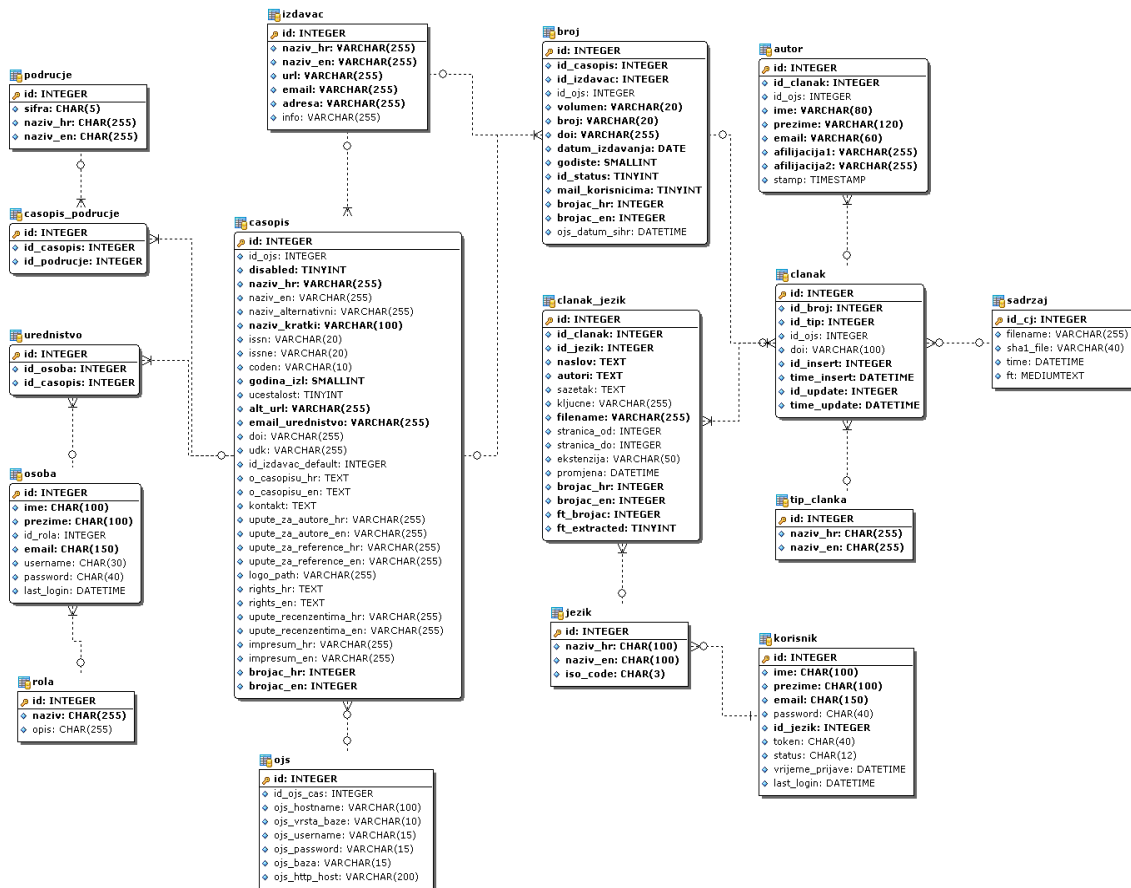 podrucje
id: INTEGER
sifra: CHAR(5)
naziv_hr: CHAR(255)
naziv_en: CHAR(255)
casopis_podrucje
id: INTEGER
id_casopis: INTEGER
id_podrucje: INTEGER
urednistvo
id: INTEGER
id_osoba: INTEGER
id_casopis: INTEGER
osoba
id: INTEGER
ime: CHAR(100)
prezime: CHAR(100)
id_rola: INTEGER
email: CHAR(150)
username: CHAR(30)
password: CHAR(40)
last_login: DATETIME
rola
id: INTEGER
naziv: CHAR(255)
opis: CHAR(255)
izdavac
id: INTEGER
naziv_hr: VARCHAR(255)
naziv_en: VARCHAR(255)
url: VARCHAR(255)
email: VARCHAR(255)
adresa: VARCHAR(255)
info: VARCHAR(255)
casopis
id: INTEGER
id_ojs: INTEGER
disabled: TINYINT
naziv_hr: VARCHAR(255)
naziv_en: VARCHAR(255)
naziv_alternativni: VARCHAR(255)
naziv_kratki: VARCHAR(100)
issn: VARCHAR(20)
issne: VARCHAR(20)
coden: VARCHAR(10)
godina_izl: SMALLINT
ucestalost: TINYINT
alt_url: VARCHAR(255)
email_urednistvo: VARCHAR(255)
doi: VARCHAR(255)
udk: VARCHAR(255)
id_izdavac_default: INTEGER
o_casopisu_hr: TEXT
o_casopisu_en: TEXT
kontakt: TEXT
upute_za_autore_hr: VARCHAR(255)
upute_za_autore_en: VARCHAR(255)
upute_za_reference_hr: VARCHAR(255)
upute_za_reference_en: VARCHAR(255)
logo_path: VARCHAR(255)
rights_hr: TEXT
rights_en: TEXT
upute_recenzentima_hr: VARCHAR(255)
upute_recenzentima_en: VARCHAR(255)
impresum_hr: VARCHAR(255)
impresum_en: VARCHAR(255)
brojac_hr: INTEGER
brojac_en: INTEGER
ojs
id: INTEGER
id_ojs_cas: INTEGER
ojs_hostname: VARCHAR(100)
ojs_vrsta_baze: VARCHAR(10)
ojs_username: VARCHAR(15)
ojs_password: VARCHAR(15)
ojs_baza: VARCHAR(15)
ojs_http_host: VARCHAR(200)
broj
id: INTEGER
id_casopis: INTEGER
id_izdavac: INTEGER
id_ojs: INTEGER
volumen: VARCHAR(20)
broj: VARCHAR(20)
doi: VARCHAR(255)
datum_izdavanja: DATE
godiste: SMALLINT
id_status: TINYINT
mail_korisnicima: TINYINT
brojac_hr: INTEGER
brojac_en: INTEGER
ojs_datum_sihr: DATETIME
clanak_jezik
id: INTEGER
id_clanak: INTEGER
id_jezik: INTEGER
naslov: TEXT
autori: TEXT
sazetak: TEXT
kljucne: VARCHAR(255)
filename: VARCHAR(255)
stranica_od: INTEGER
stranica_do: INTEGER
ekstenzija: VARCHAR(50)
promjena: DATETIME
brojac_hr: INTEGER
brojac_en: INTEGER
ft_brojac: INTEGER
ft_extracted: TINYINT
jezik
id: INTEGER
naziv_hr: CHAR(100)
naziv_en: CHAR(100)
iso_code: CHAR(3)
autor
id: INTEGER
id_clanak: INTEGER
id_ojs: INTEGER
ime: VARCHAR(80)
prezime: VARCHAR(120)
email: VARCHAR(60)
afilijacija1: VARCHAR(255)
afilijacija2: VARCHAR(255)
stamp: TIMESTAMP
clanak
id: INTEGER
id_broj: INTEGER
id_tip: INTEGER
id_ojs: INTEGER
doi: VARCHAR(100)
id_insert: INTEGER
time_insert: DATETIME
id_update: INTEGER
time_update: DATETIME
sadrzaj
id_cj: INTEGER
filename: VARCHAR(255)
sha1_file: VARCHAR(40)
time: DATETIME
ft: MEDIUMTEXT
tip_clanka
id: INTEGER
naziv_hr: CHAR(255)
naziv_en: CHAR(255)
korisnik
id: INTEGER
ime: CHAR(100)
prezime: CHAR(100)
email: CHAR(150)
password: CHAR(40)
id_jezik: INTEGER
token: CHAR(40)
status: CHAR(12)
vrijeme_prijave: DATETIME
last_login: DATETIME